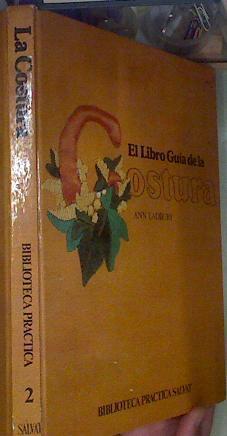 La Costura
BIBLIOTECA PRACTICA
2
SALVAT
El Libro Guía de la
Costura
ANN LADBURY
BIBLIOTECA PRACTICA SALVAT